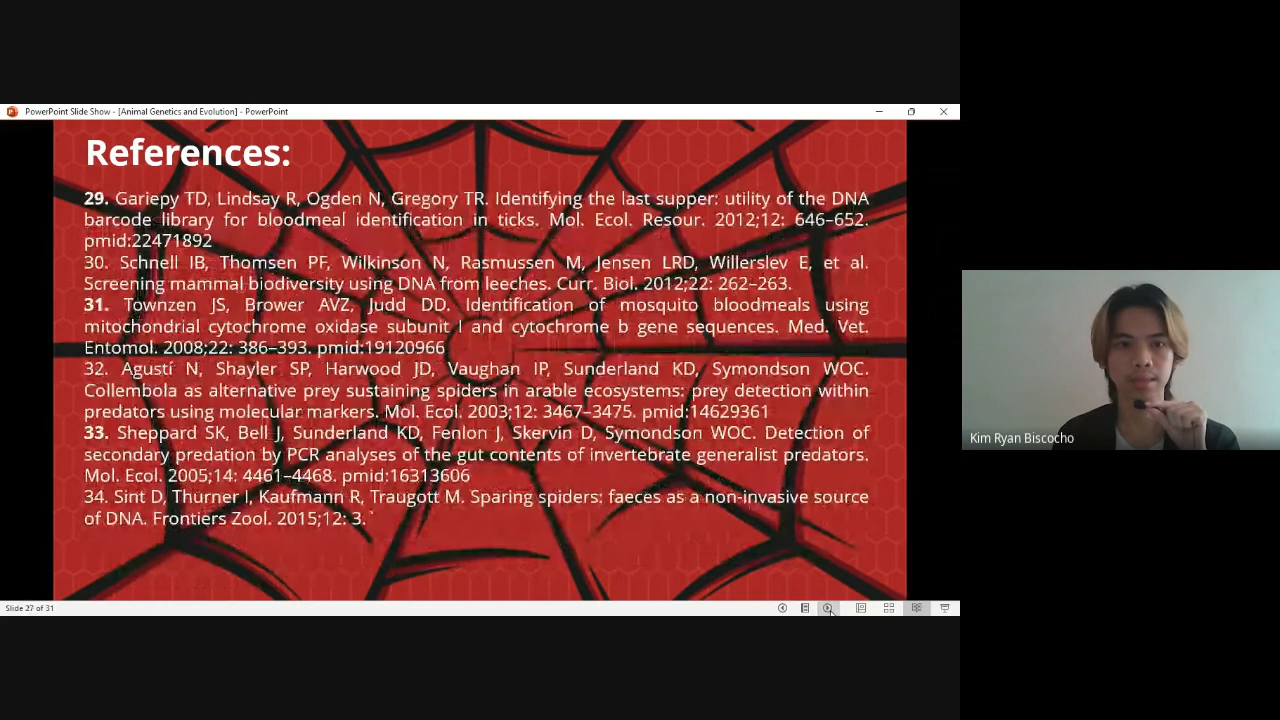 PowerPoint Slide Show - [Animal Genetics and Evolution] - PowerPoint
References:
29. Gariepy TD, Lindsay R, Ogden N, Gregory TR. Identifying the last supper: utility of the DNA
barcode library for bloodmeal identification in ticks. Mol. Ecol. Resour. 2012;12: 646–652.
pmid:22471892
30. Schnell IB, Thomsen PF, Wilkinson N, Rasmussen M, Jensen LRD, Willerslev E, et al.
Screening mammal biodiversity using DNA from leeches. Curr. Biol. 2012;22: 262–263.
31. Townzen JS, Brower AVZ, Judd DD. Identification of mosquito bloodmeals using
mitochondrial cytochrome oxidase subunit I and cytochrome b gene sequences. Med. Vet.
Entomol. 2008;22: 386–393. pmid:19120966
32. Agustí N, Shayler SP, Harwood JD, Vaughan IP, Sunderland KD, Symondson WOC.
Collembola as alternative prey sustaining spiders in arable ecosystems: prey detection within
predators using molecular markers. Mol. Ecol. 2003;12: 3467–3475. pmid:14629361
33. Sheppard SK, Bell J, Sunderland KD, Fenlon J, Skervin D, Symondson WOC. Detection of
secondary predation by PCR analyses of the gut contents of invertebrate generalist predators.
Mol. Ecol. 2005;14: 4461–4468. pmid:16313606
34. Sint D, Thurner I, Kaufmann R, Traugott M. Sparing spiders: faeces as a non-invasive source
of DNA. Frontiers Zool. 2015;12: 3.`
Kim Ryan Biscocho
Slide 27 of 31